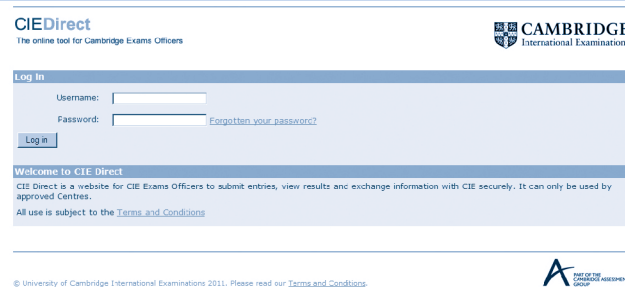 CIEDirect
The online tool for Cambridge Exams Officers
CAMBRIDGE
International Examination
Log in
Username:
Password:
Forgotten your password?
Log in
Welcome to CIE Direct
CIE Direct is a website for CIE Exams Officers to submit entries, view results and exchange information with CIE securely. It can only be used by
approved Centres.
All use is subject to the Terms and Conditions
PART OF THE
CAMBRIDGE ASSESSMEN
GROUP
© University of Cambridge International Examinations 2011. Please read our Terms and Conditions.